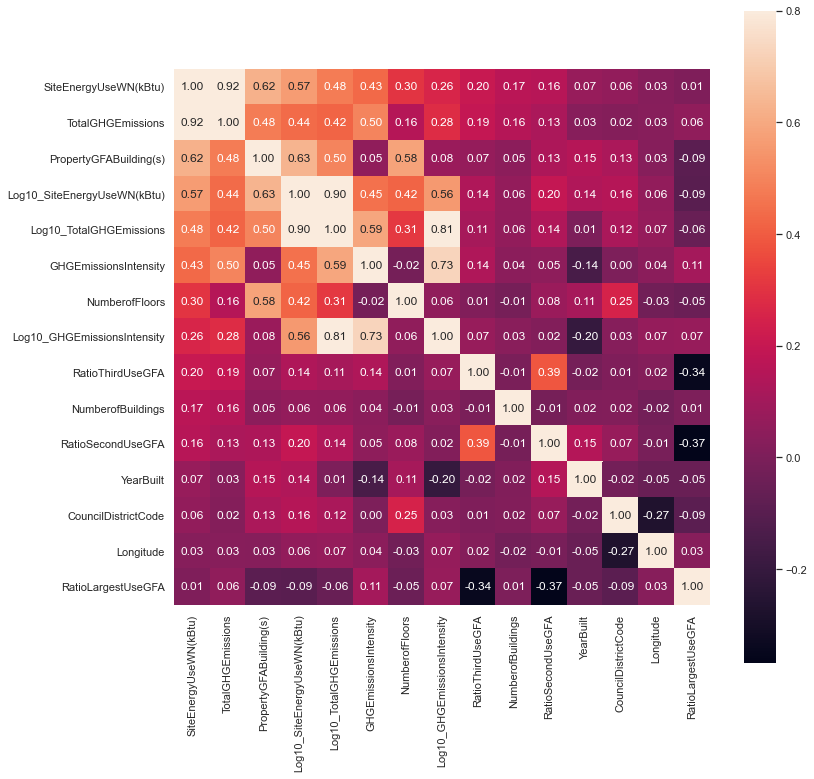 SiteEnergyUseWN(kBtu) 1.00 0.92 0.62 0.57 0.48 0.43 0.30 0.26 0.20 0.17 0.16 0.07 0.06 0.03 0.01
TotalGHGEmissions 0.92 1.00 0.48 0.44 0.42 0.50 0.16 0.28 0.19 0.16 0.13 0.03 0.02 0.03 0.06
PropertyGFABuilding(s) 0.62 0.48 1.00 0.63 0.50 0.05 0.58 0.08 0.07 0.05 0.13 0.15 0.13 0.03 -0.09
Log10_SiteEnergyUseWN(kBtu) 0.57 0.44 0.63 1.00 0.90 0.45 0.42 0.56 0.14 0.06 0.20 0.14 0.16 0.06 -0.09
Log10_TotalGHGEmissions 0.48 0.42 0.50 0.90 1.00 0.59 0.31 0.81 0.11 0.06 0.14 0.01 0.12 0.07 -0.06
GHGEmissionsIntensity 0.43 0.50 0.05 0.45 0.59 1.00 -0.02 0.73 0.14 0.04 0.05 -0.14 0.00 0.04 0.11
NumberofFloors 0.30 0.16 0.58 0.42 0.31 -0.02 1.00 0.06 0.01 -0.01 0.08 0.11 0.25 -0.03 -0.05
Log10_GHGEmissionsIntensity 0.26 0.28 0.08 0.56 0.81 0.73 0.06 1.00 0.07 0.03 0.02 -0.20 0.03 0.07 0.07
RatioThirdUseGFA 0.20 0.19 0.07 0.14 0.11 0.14 0.01 0.07 1.00 -0.01 0.39 -0.02 0.01 0.02 -0.34
NumberofBuildings 0.17 0.16 0.05 0.06 0.06 0.04 -0.01 0.03 -0.01 1.00 -0.01 0.02 0.02 -0.02 0.01
RatioSecondUseGFA 0.16 0.13 0.13 0.20 0.14 0.05 0.08 0.02 0.39 -0.01 1.00 0.15 0.07 -0.01 -0.37
YearBuilt 0.07 0.03 0.15 0.14 0.01 -0.14 0.11 -0.20 -0.02 0.02 0.15 1.00 -0.02 -0.05 -0.05
CouncilDistrictCode 0.06 0.02 0.13 0.16 0.12 0.00 0.25 0.03 0.01 0.02 0.07 -0.02 1.00 -0.27 -0.09
Longitude 0.03 0.03 0.03 0.06 0.07 0.04 -0.03 0.07 0.02 -0.02 -0.01 -0.05 -0.27 1.00 0.03
RatioLargestUseGFA 0.01 0.06 -0.09 -0.09 -0.06 0.11 -0.05 0.07 -0.34 0.01 -0.37 -0.05 -0.09 0.03 1.00
SiteEnergyUseWN(kBtu)
TotalGHGEmissions
PropertyGFABuilding(s)
Log10_SiteEnergyUseWN(kBtu)
Log10_TotalGHGEmissions
GHGEmissionsIntensity
NumberofFloors
Log10_GHGEmissionsIntensity
RatioThirdUseGFA
NumberofBuildings
RatioSecondUseGFA
YearBuilt
CouncilDistrictCode
Longitude
RatioLargestUseGFA
0.8
0.6
0.4
0.2
0.0
−0.2